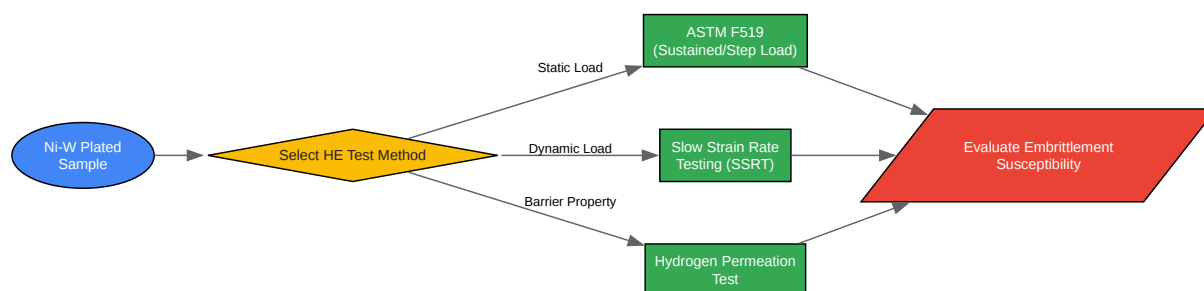 Ni-W Plated
Sample
Select HE Test Method
Static Load
Dynamic Load
Barrier Property
ASTM F519
(Sustained/Step Load)
Slow Strain Rate
Testing (SSRT)
Hydrogen Permeation
Test
Evaluate Embrittlement
Susceptibility